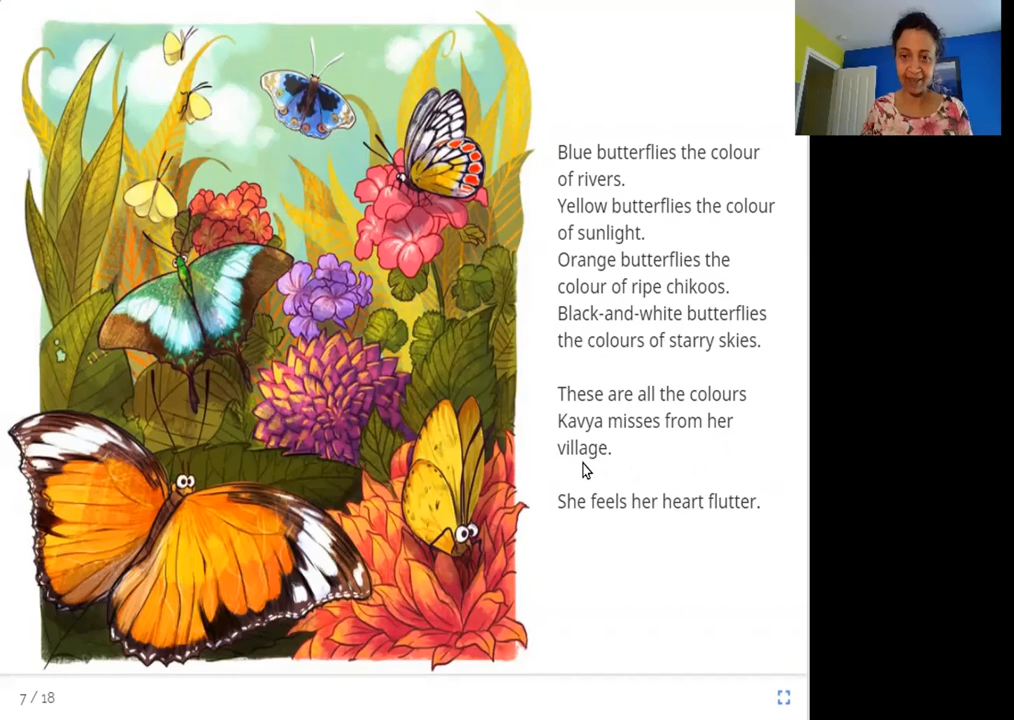 Blue butterflies the colour
of rivers.
Yellow butterflies the colour
of sunlight.
Orange butterflies the
colour of ripe chikoos.
Black-and-white butterflies
the colours of starry skies.
These are all the colours
Kavya misses from her
village.
She feels her heart flutter.
7 / 18